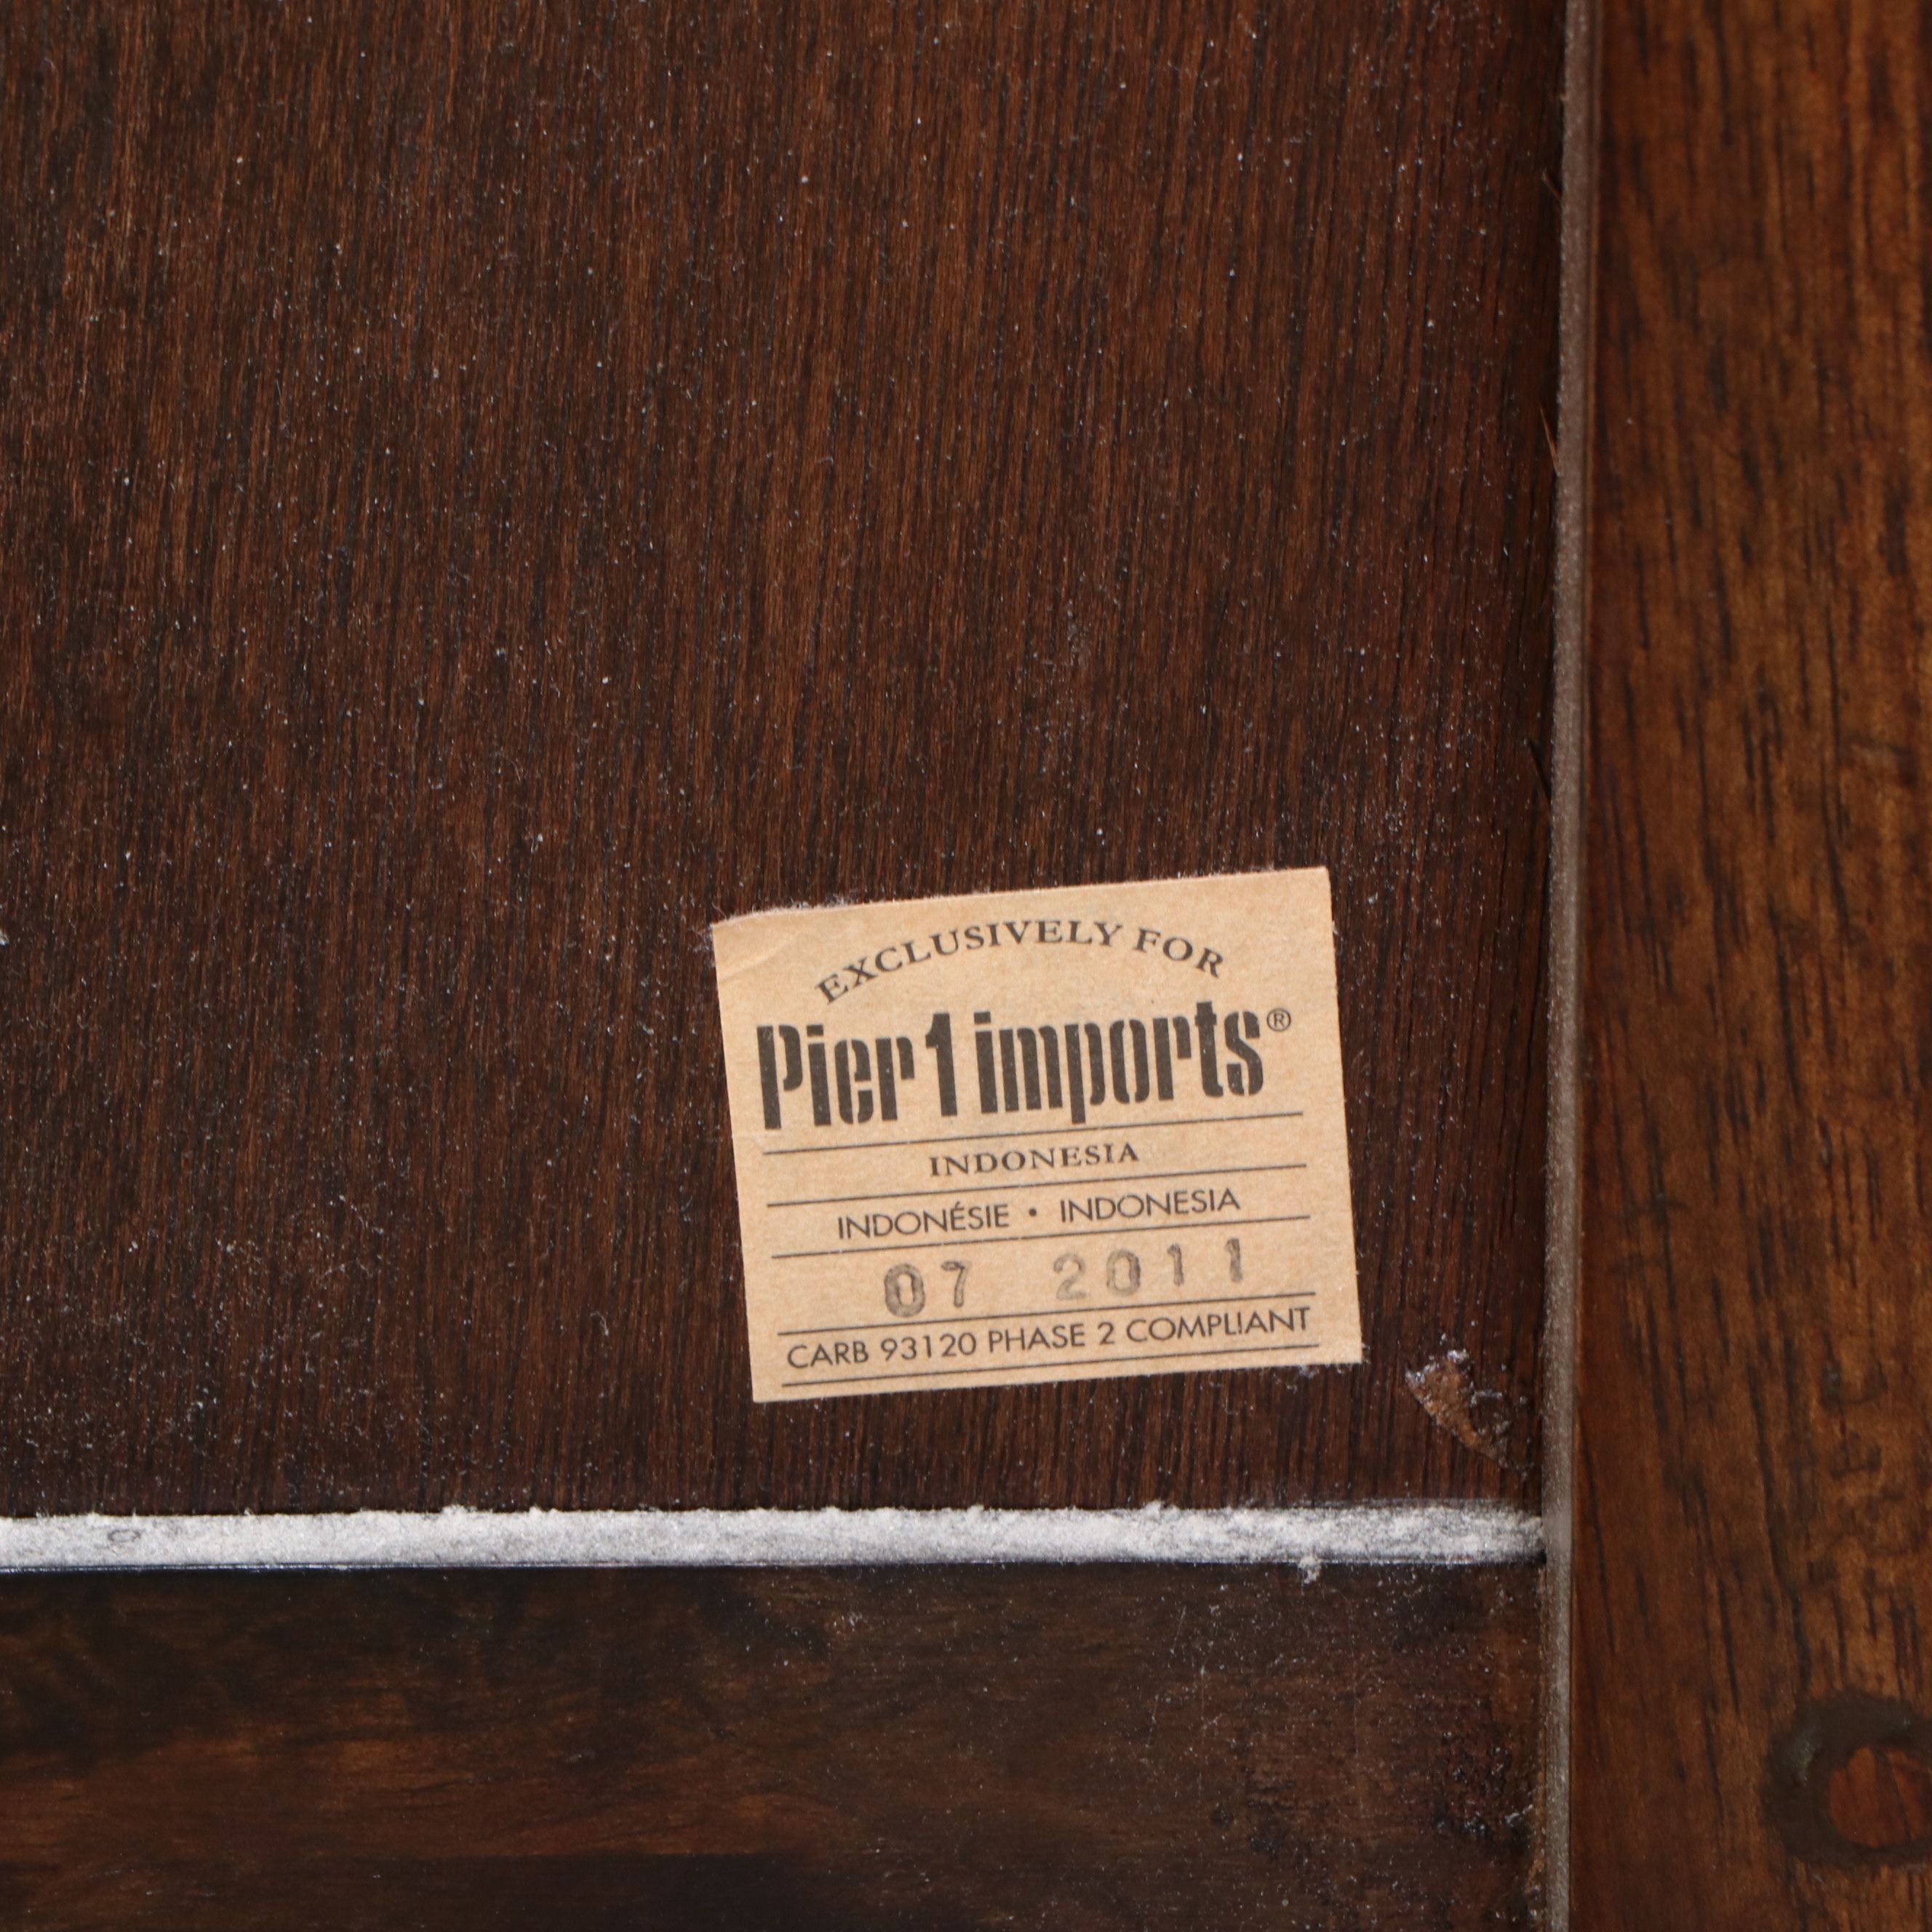 EXCLUSIVELY FOR
Pier 1 imports®
INDONESIA
INDONÉSIE • INDONESIA
07 2011
CARB 93120 PHASE 2 COMPLIANT